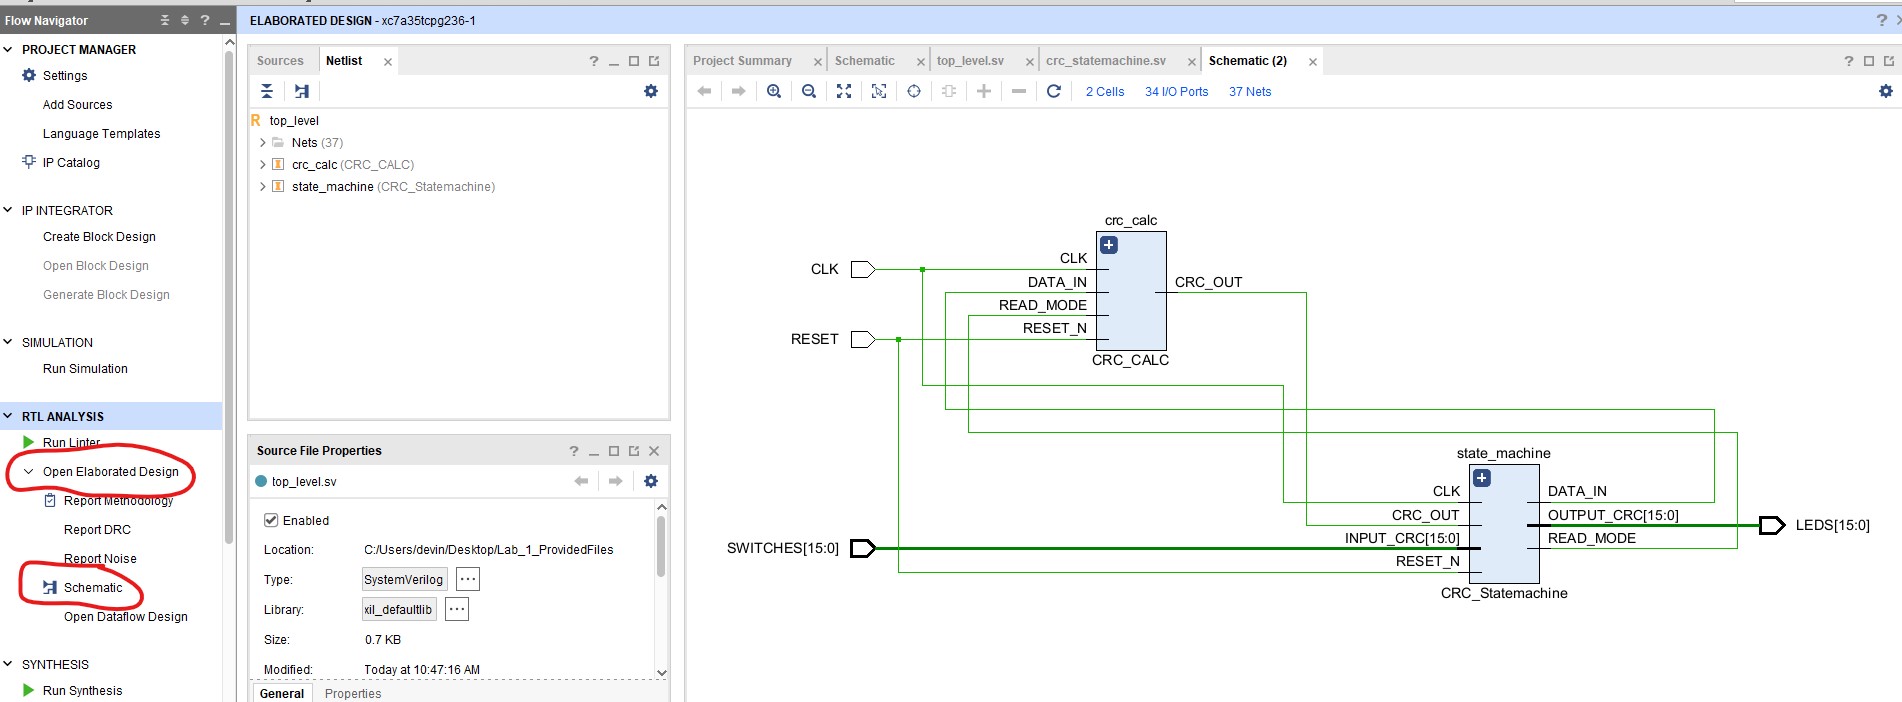 Flow Navigator
PROJECT MANAGER
Settings
Add Sources
Language Templates
IP Catalog
IP INTEGRATOR
Create Block Design
Open Block Design
Generate Block Design
SIMULATION
Run Simulation
RTL ANALYSIS
Run Linter
Open Elaborated Design
Report Methodology
Report DRC
Report Noise
Schematic
Open Dataflow Design
SYNTHESIS
Run Synthesis
ELABORATED DESIGN - xc7a35tcpg236-1
Sources Netlist
top_level
Nets (37)
crc_calc (CRC_CALC)
state_machine (CRC_Statemachine)
Source File Properties
top_level.sv
Enabled
Location: C:/Users/devin/Desktop/Lab_1_ProvidedFiles
Type: SystemVerilog
Library: xil_defaultlib
Size: 0.7 KB
Modified: Today at 10:47:16 AM
General Properties
Project Summary Schematic top_level.sv crc_statemachine.sv Schematic (2)
2 Cells 34 I/O Ports 37 Nets
crc_calc
CLK
CLK
DATA_IN
CRC_OUT
READ_MODE
RESET_N
RESET
CRC_CALC
state_machine
CLK
DATA_IN
CRC_OUT
OUTPUT_CRC[15:0]
LEDS[15:0]
SWITCHES[15:0]
INPUT_CRC[15:0]
READ_MODE
RESET_N
CRC_Statemachine